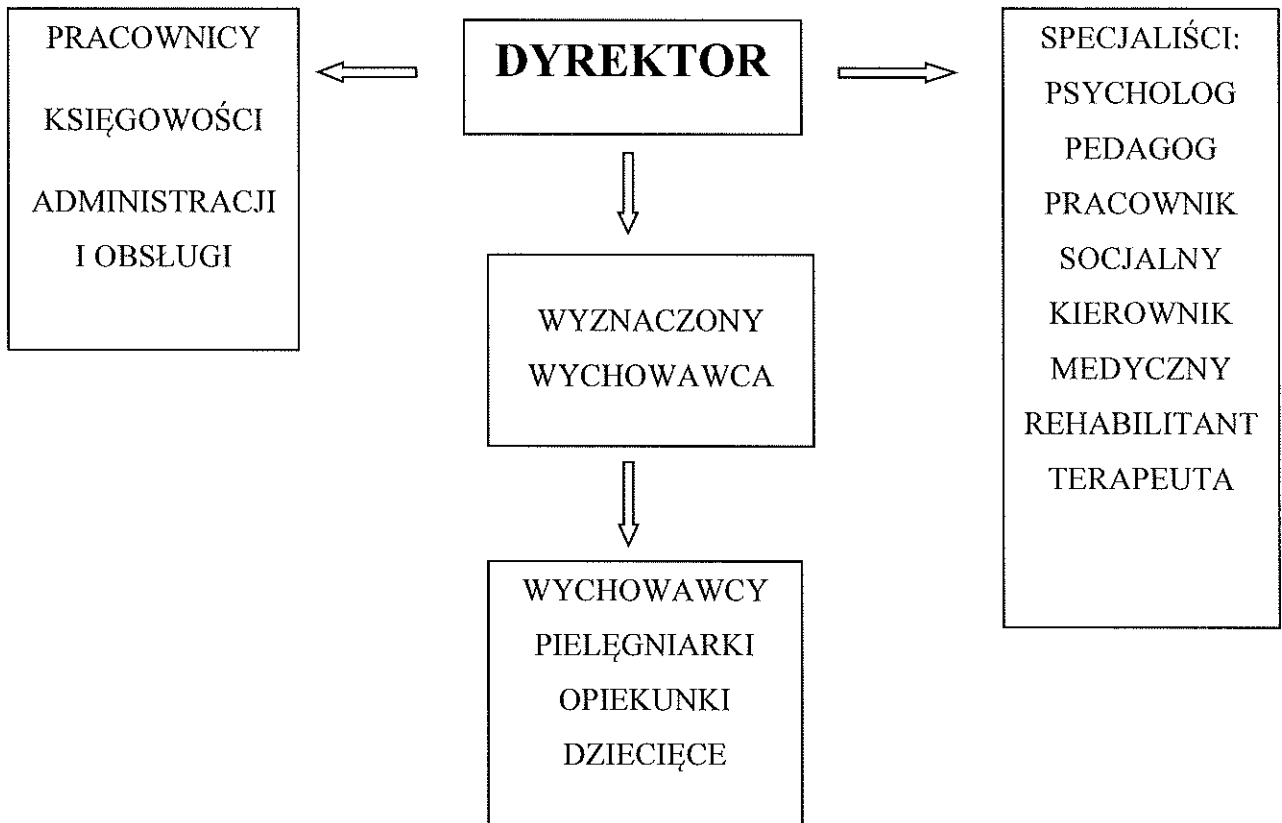 PRACOWNICY
KSIĘGOWOŚCI
ADMINISTRACJI
I OBSŁUGI
DYREKTOR
SPECJALIŚCI:
PSYCHOLOG
PEDAGOG
PRACOWNIK
SOCJALNY
KIEROWNIK
MEDYCZNY
REHABILITANT
TERAPEUTA
WYZNACZONY
WYCHOWAWCA
WYCHOWAWCY
PIELĘGNIARKI
OPIEKUNKI
DZIECIĘCE